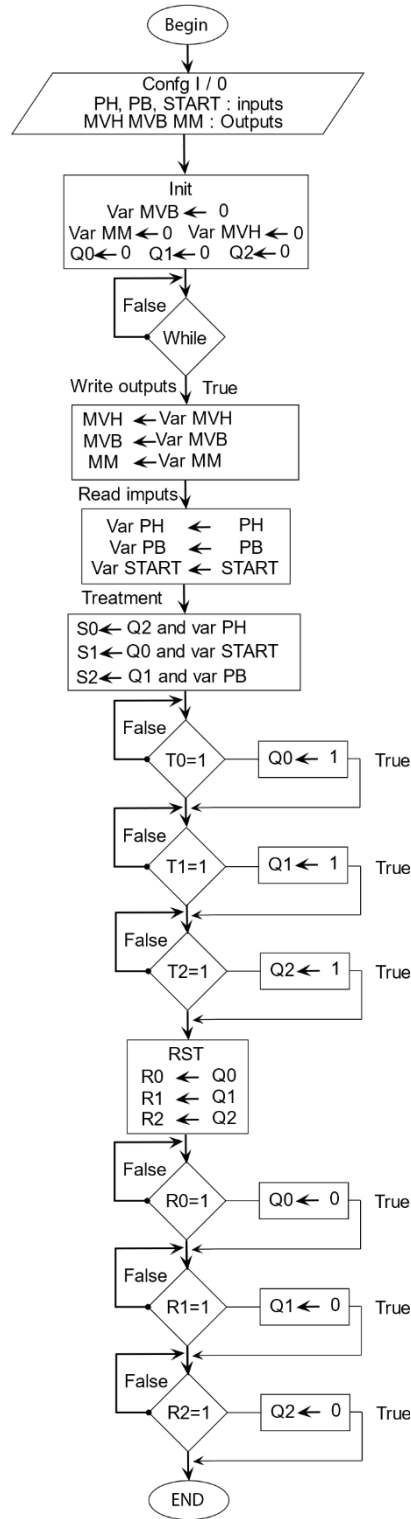 Begin
Confg I / 0
PH, PB, START : inputs
MVH MVB MM : Outputs
Init
Var MVB ← 0
Var MM ← 0 Var MVH ← 0
Q0 ← 0 Q1 ← 0 Q2 ← 0
False
While
Write outputs True
MVH ← Var MVH
MVB ← Var MVB
MM ← Var MM
Read imputs
Var PH ← PH
Var PB ← PB
Var START ← START
Treatment
S0 ← Q2 and var PH
S1 ← Q0 and var START
S2 ← Q1 and var PB
False
T0=1 Q0 ← 1 True
False
T1=1 Q1 ← 1 True
False
T2=1 Q2 ← 1 True
RST
R0 ← Q0
R1 ← Q1
R2 ← Q2
False
R0=1 Q0 ← 0 True
False
R1=1 Q1 ← 0 True
False
R2=1 Q2 ← 0 True
END